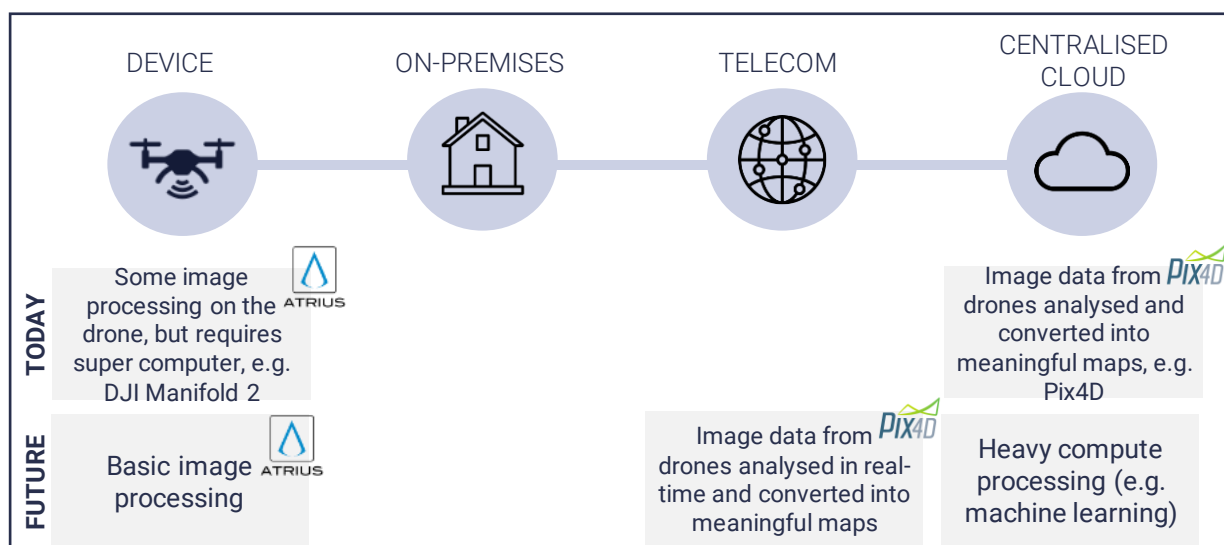 DEVICE
ON-PREMISES
TELECOM
CENTRALISED
CLOUD
TODAY
Some image
processing on the
drone, but requires
super computer, e.g.
DJI Manifold 2
ATRIUS
Image data from
drones analysed and
converted into
meaningful maps, e.g.
Pix4D
PIX4D
FUTURE
Basic image
processing
ATRIUS
Image data from
drones analysed in real-
time and converted into
meaningful maps
PIX4D
Heavy compute
processing (e.g.
machine learning)